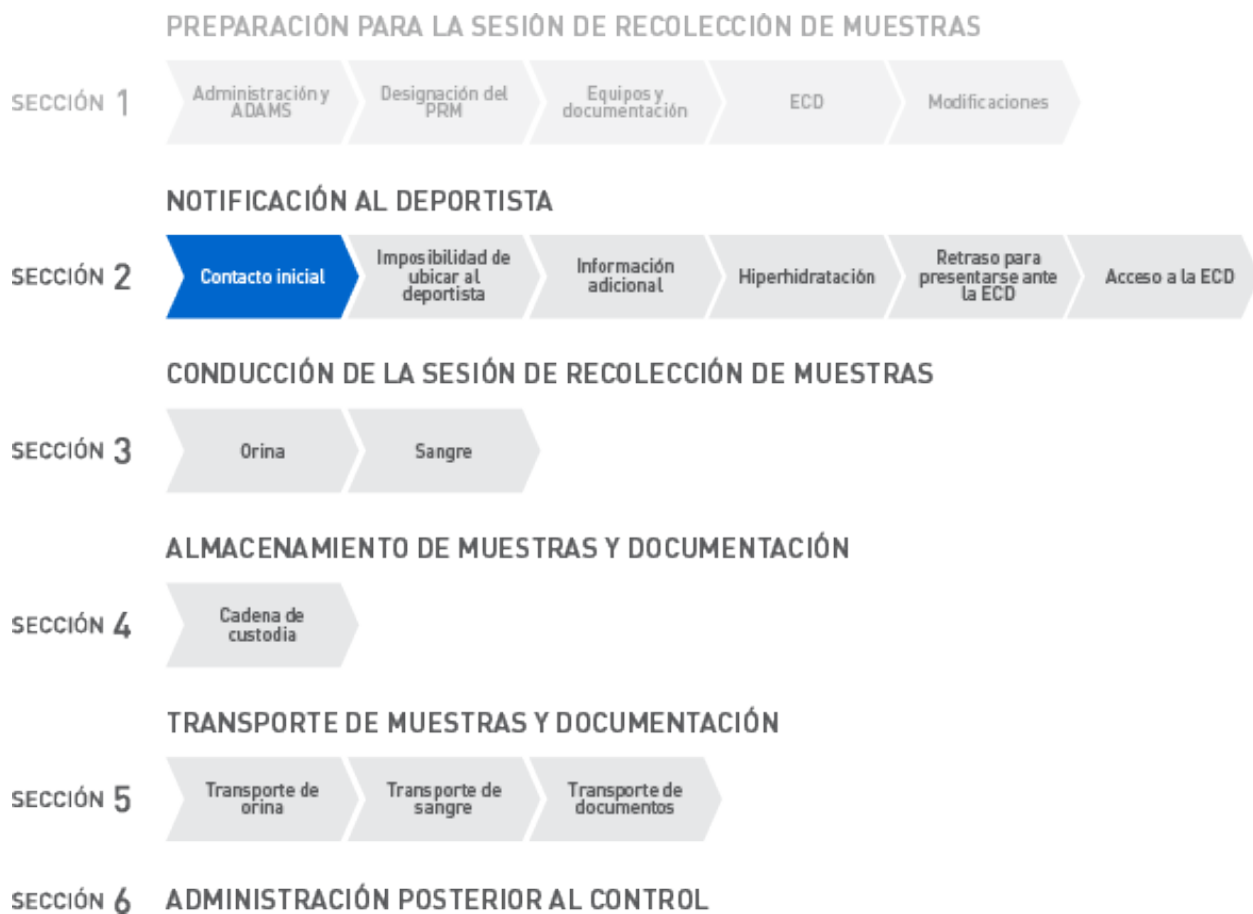 PREPARACIÓN PARA LA SESIÓN DE RECOLECCIÓN DE MUESTRAS
SECCIÓN 1
Administración y
ADAMS
Designación del
PRM
Equipos y
documentación
ECD
Modificaciones
NOTIFICACIÓN AL DEPORTISTA
SECCIÓN 2
Contacto inicial
Imposibilidad de
ubicar al
deportista
Información
adicional
Hiperhidratación
Retraso para
presentarse ante
la ECD
Acceso a la ECD
CONDUCCIÓN DE LA SESIÓN DE RECOLECCIÓN DE MUESTRAS
SECCIÓN 3
Orina
Sangre
ALMACENAMIENTO DE MUESTRAS Y DOCUMENTACIÓN
SECCIÓN 4
Cadena de
custodia
TRANSPORTE DE MUESTRAS Y DOCUMENTACIÓN
SECCIÓN 5
Transporte de
orina
Transporte de
sangre
Transporte de
documentos
SECCIÓN 6 ADMINISTRACIÓN POSTERIOR AL CONTROL